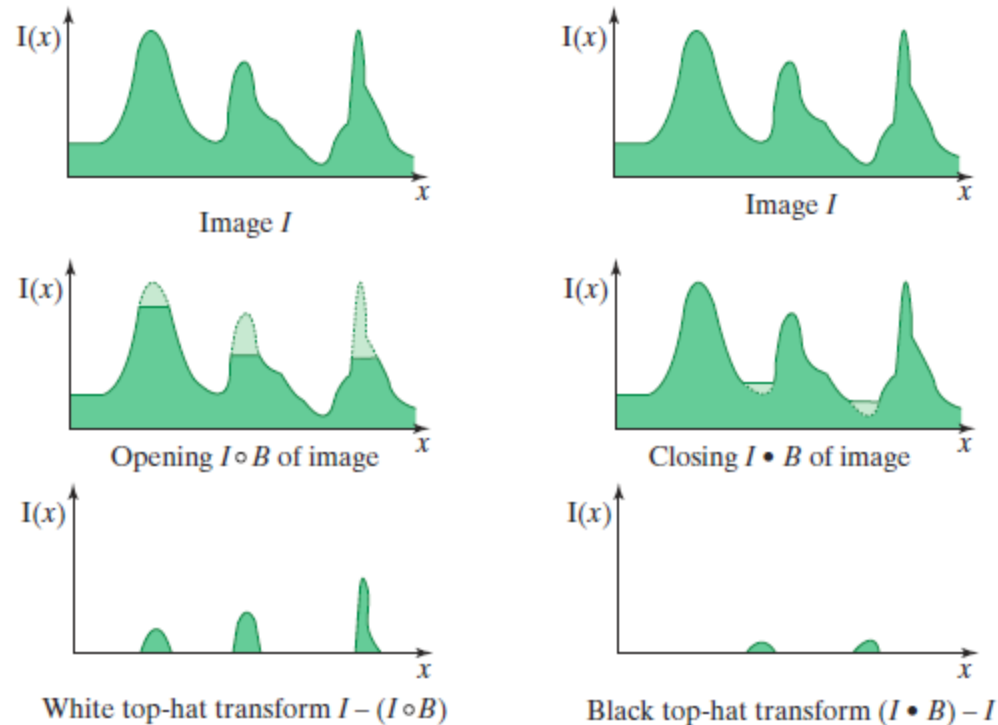 I(x)
x
Image I
I(x)
x
Image I
I(x)
x
Opening I ∘ B of image
I(x)
x
Closing I • B of image
I(x)
x
White top-hat transform I – (I ∘ B)
I(x)
x
Black top-hat transform (I • B) – I